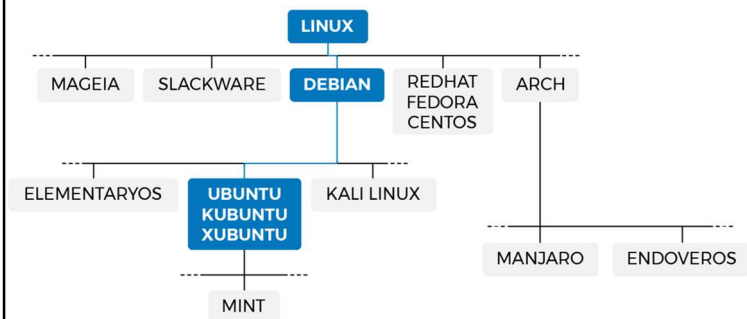 LINUX
MAGEIA
SLACKWARE
DEBIAN
REDHAT
FEDORA
CENTOS
ARCH
ELEMENTARYOS
UBUNTU
KUBUNTU
XUBUNTU
KALI LINUX
MANJARO
ENDOVEROS
MINT